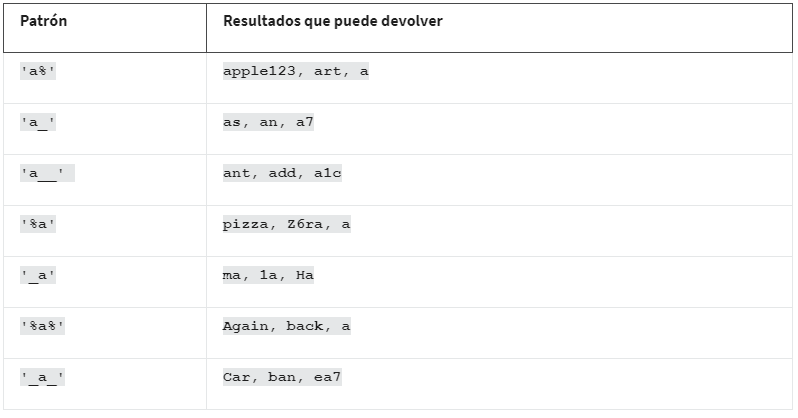 Patrón Resultados que puede devolver
'a%' apple123, art, a
'a_' as, an, a7
'a__' ant, add, a1c
'%a' pizza, Z6ra, a
'_a' ma, 1a, Ha
'%a%' Again, back, a
'_a_' Car, ban, ea7